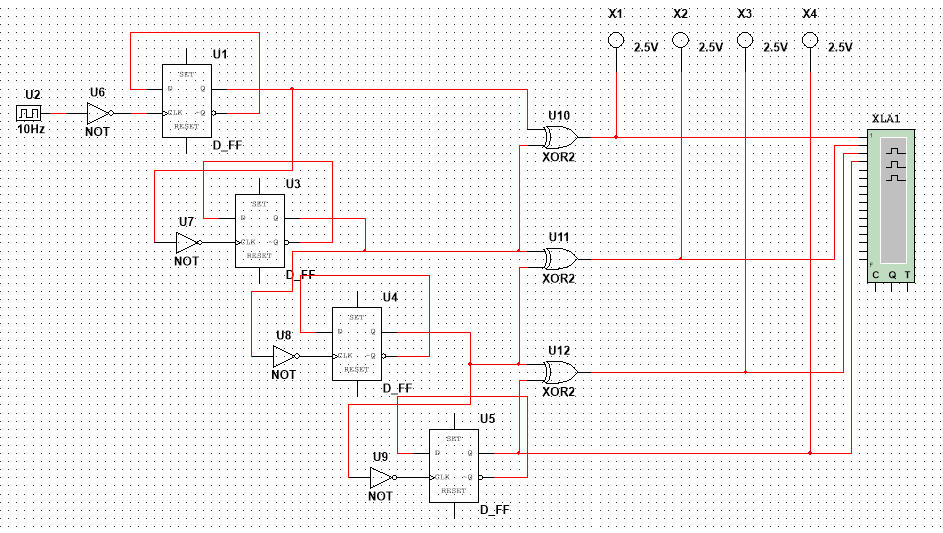 X1 X2 X3 X4
2.5V 2.5V 2.5V 2.5V
U1
SET
D Q
CLK ~Q
RESET
D_FF
U2
10Hz
U6
NOT
U10
XOR2
XLA1
1
F
C Q T
U3
SET
D Q
CLK ~Q
RESET
D_FF
U7
NOT
U11
XOR2
U4
SET
D Q
CLK ~Q
RESET
D_FF
U8
NOT
U12
XOR2
U5
SET
D Q
CLK ~Q
RESET
D_FF
U9
NOT